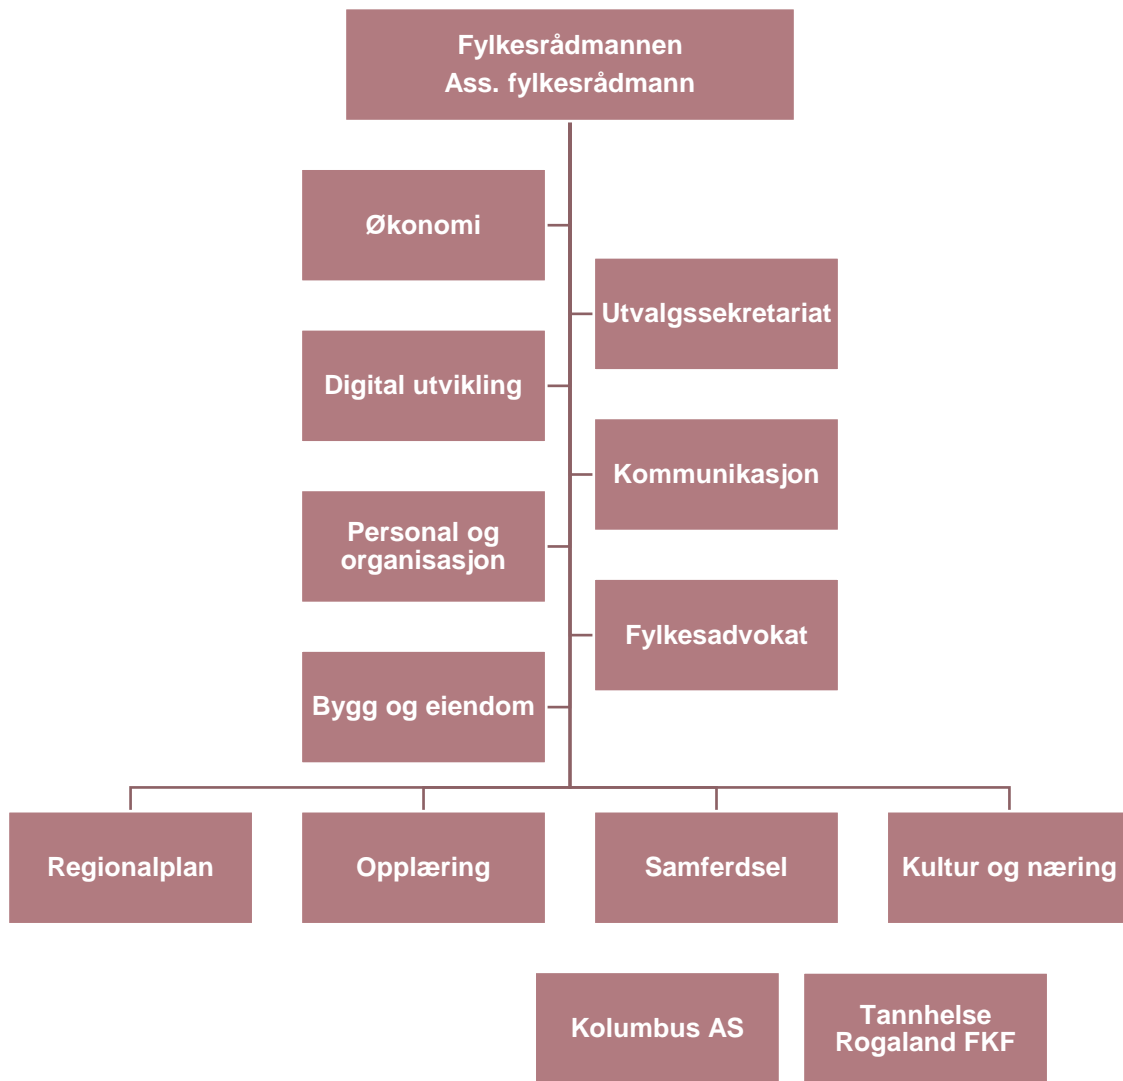 Fylkesrådmannen
Ass. fylkesrådmann
Økonomi
Utvalgssekretariat
Digital utvikling
Kommunikasjon
Personal og
organisasjon
Fylkesadvokat
Bygg og eiendom
Regionalplan
Opplæring
Samferdsel
Kultur og næring
Kolumbus AS
Tannhelse
Rogaland FKF